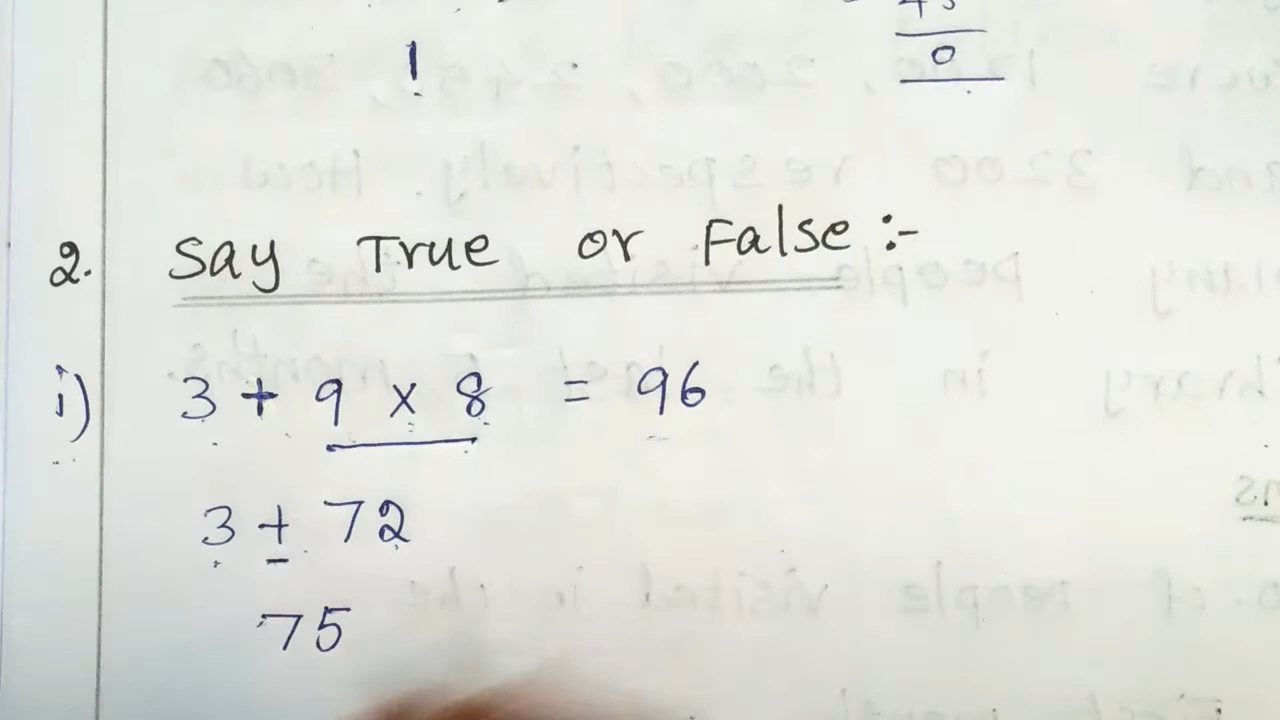 !
0
2. Say True or False :-
i) 3 + 9 × 8 = 96
3 + 72
75